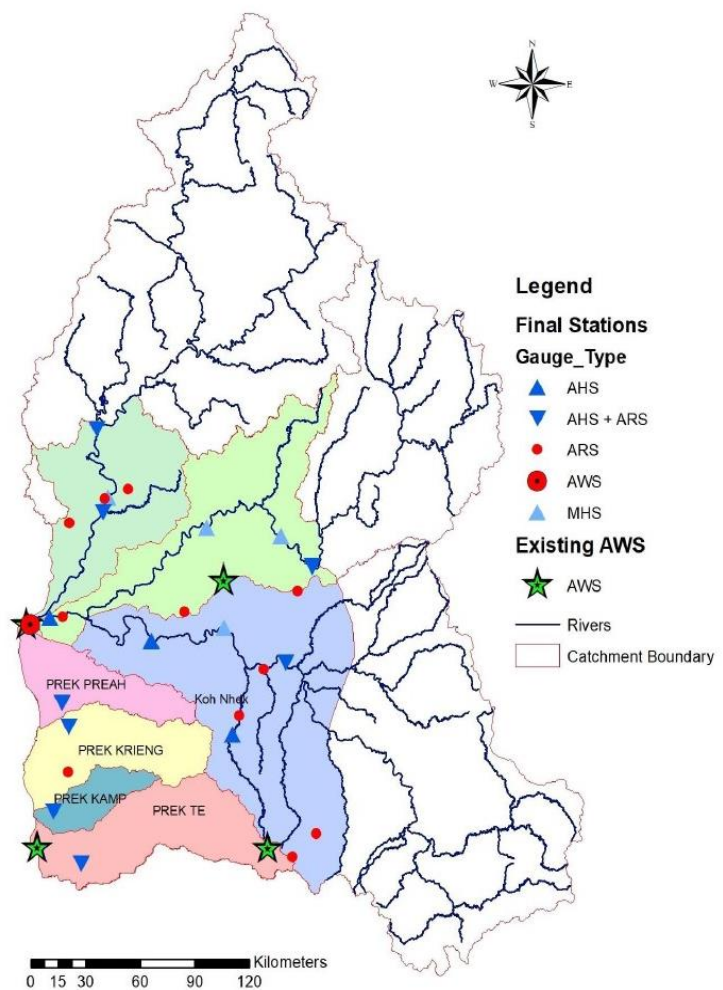 N
W E
S
Legend
Final Stations
Gauge_Type
AHS
AHS + ARS
ARS
AWS
MHS
Existing AWS
AWS
Rivers
Catchment Boundary
PREK PREAH
Koh Nhek
PREK KRIENG
PREK KAMP
PREK TE
Kilometers
0 15 30 60 90 120